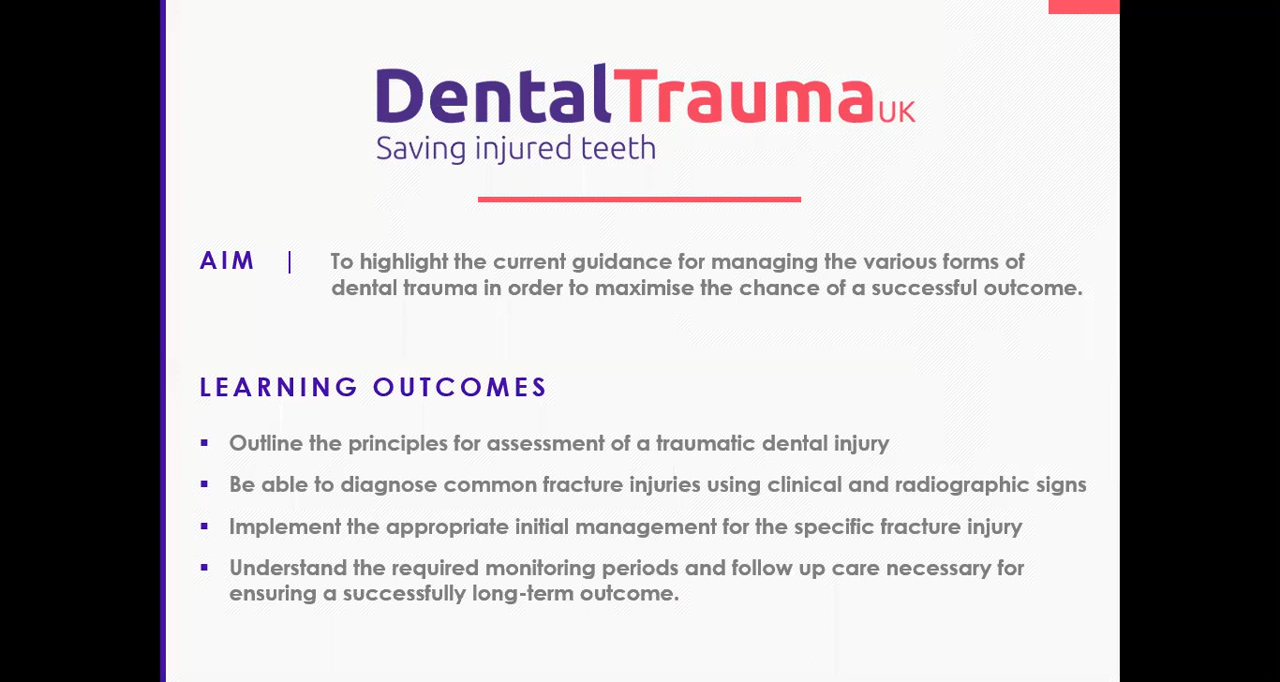 DentalTrauma UK
Saving injured teeth
AIM | To highlight the current guidance for managing the various forms of
dental trauma in order to maximise the chance of a successful outcome.
LEARNING OUTCOMES
▪ Outline the principles for assessment of a traumatic dental injury
▪ Be able to diagnose common fracture injuries using clinical and radiographic signs
▪ Implement the appropriate initial management for the specific fracture injury
▪ Understand the required monitoring periods and follow up care necessary for
ensuring a successfully long-term outcome.